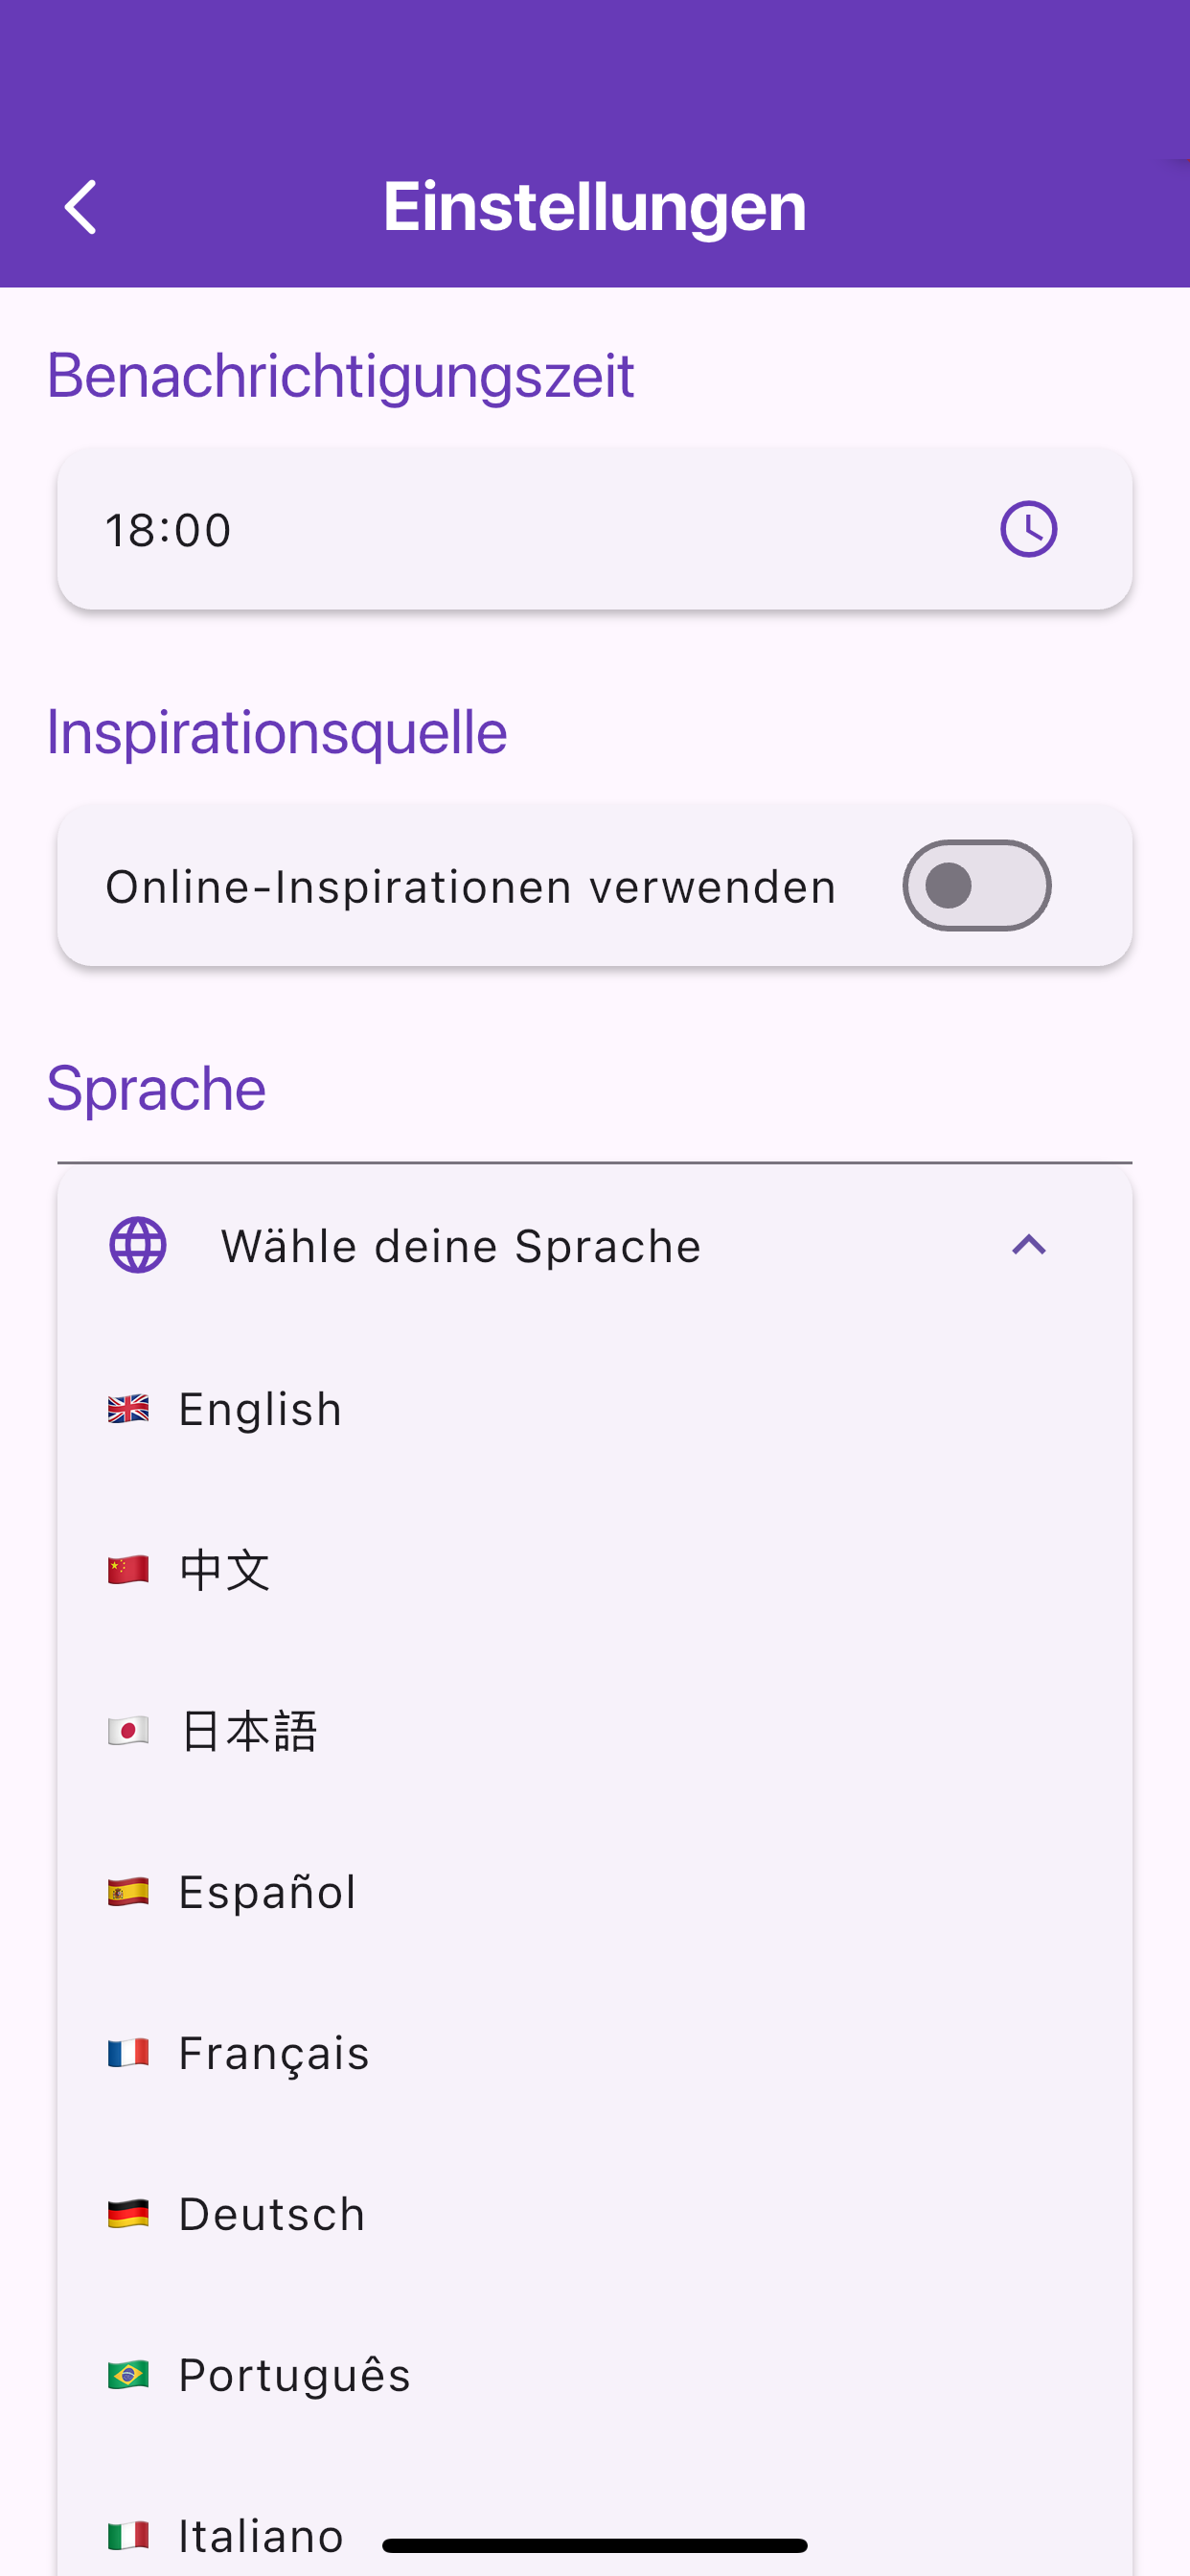 Einstellungen
Benachrichtigungszeit
18:00
Inspirationsquelle
Online-Inspirationen verwenden
Sprache
Wähle deine Sprache
English
中文
日本語
Español
Français
Deutsch
Português
Italiano